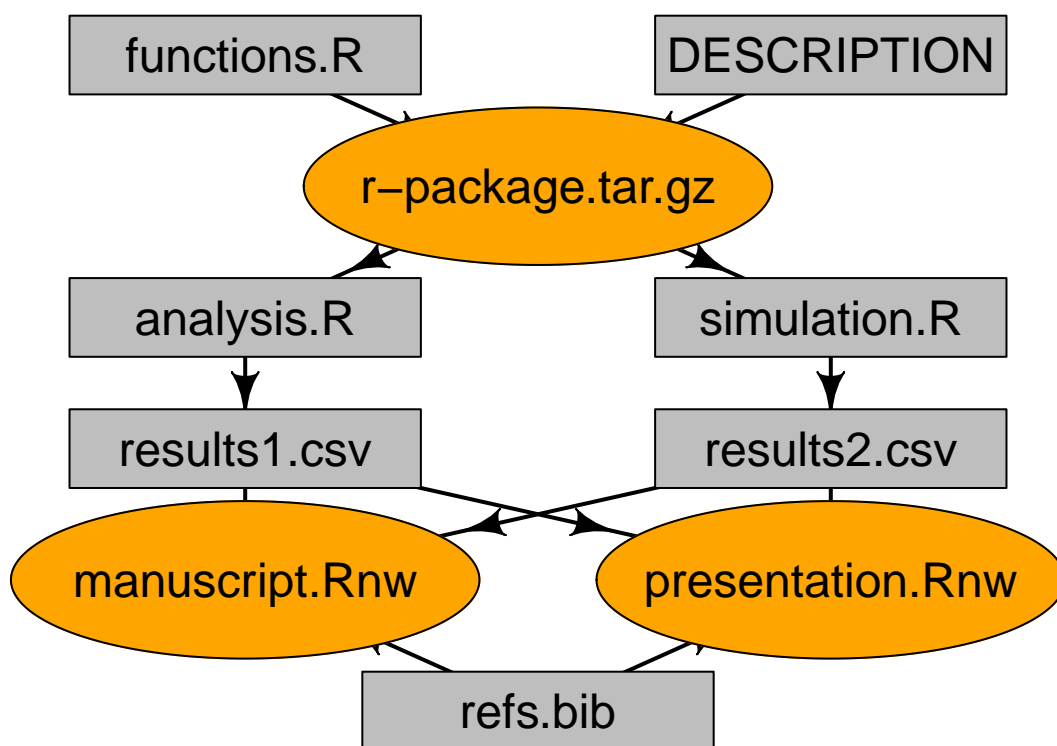 functions.R
DESCRIPTION
r−package.tar.gz
analysis.R
simulation.R
results1.csv
results2.csv
manuscript.Rnw
presentation.Rnw
refs.bib